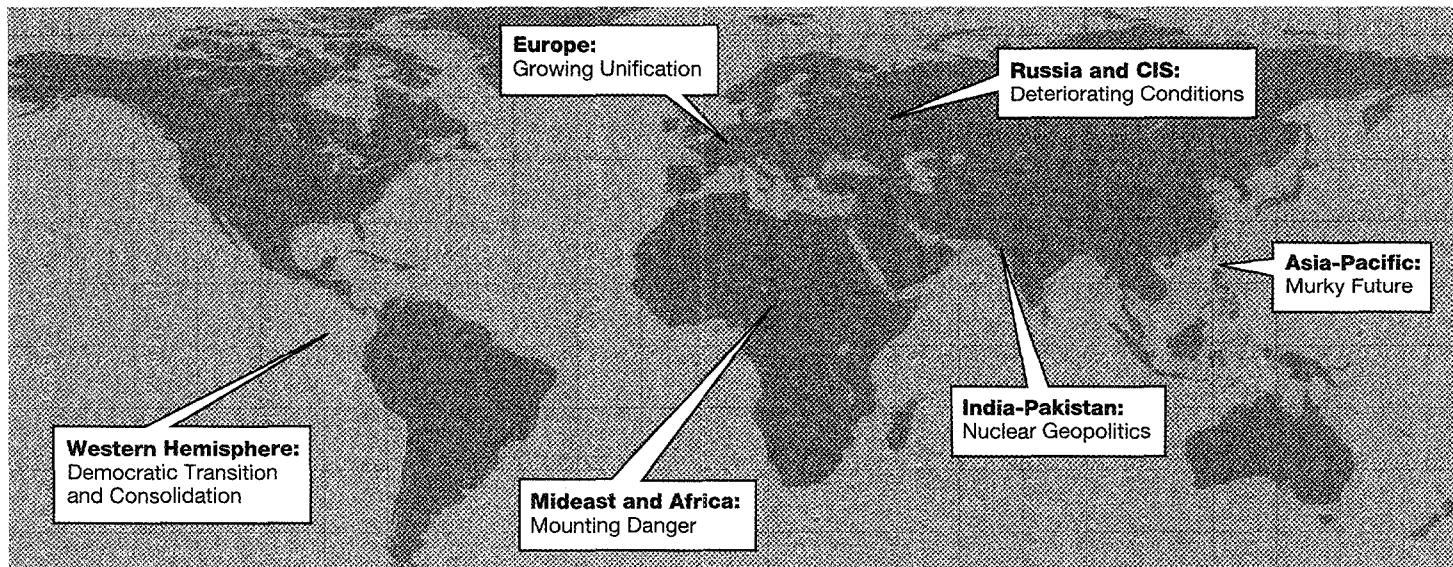 Europe:
Growing Unification
Russia and CIS:
Deteriorating Conditions
Asia-Pacific:
Murky Future
India-Pakistan:
Nuclear Geopolitics
Western Hemisphere:
Democratic Transition
and Consolidation
Mideast and Africa:
Mounting Danger